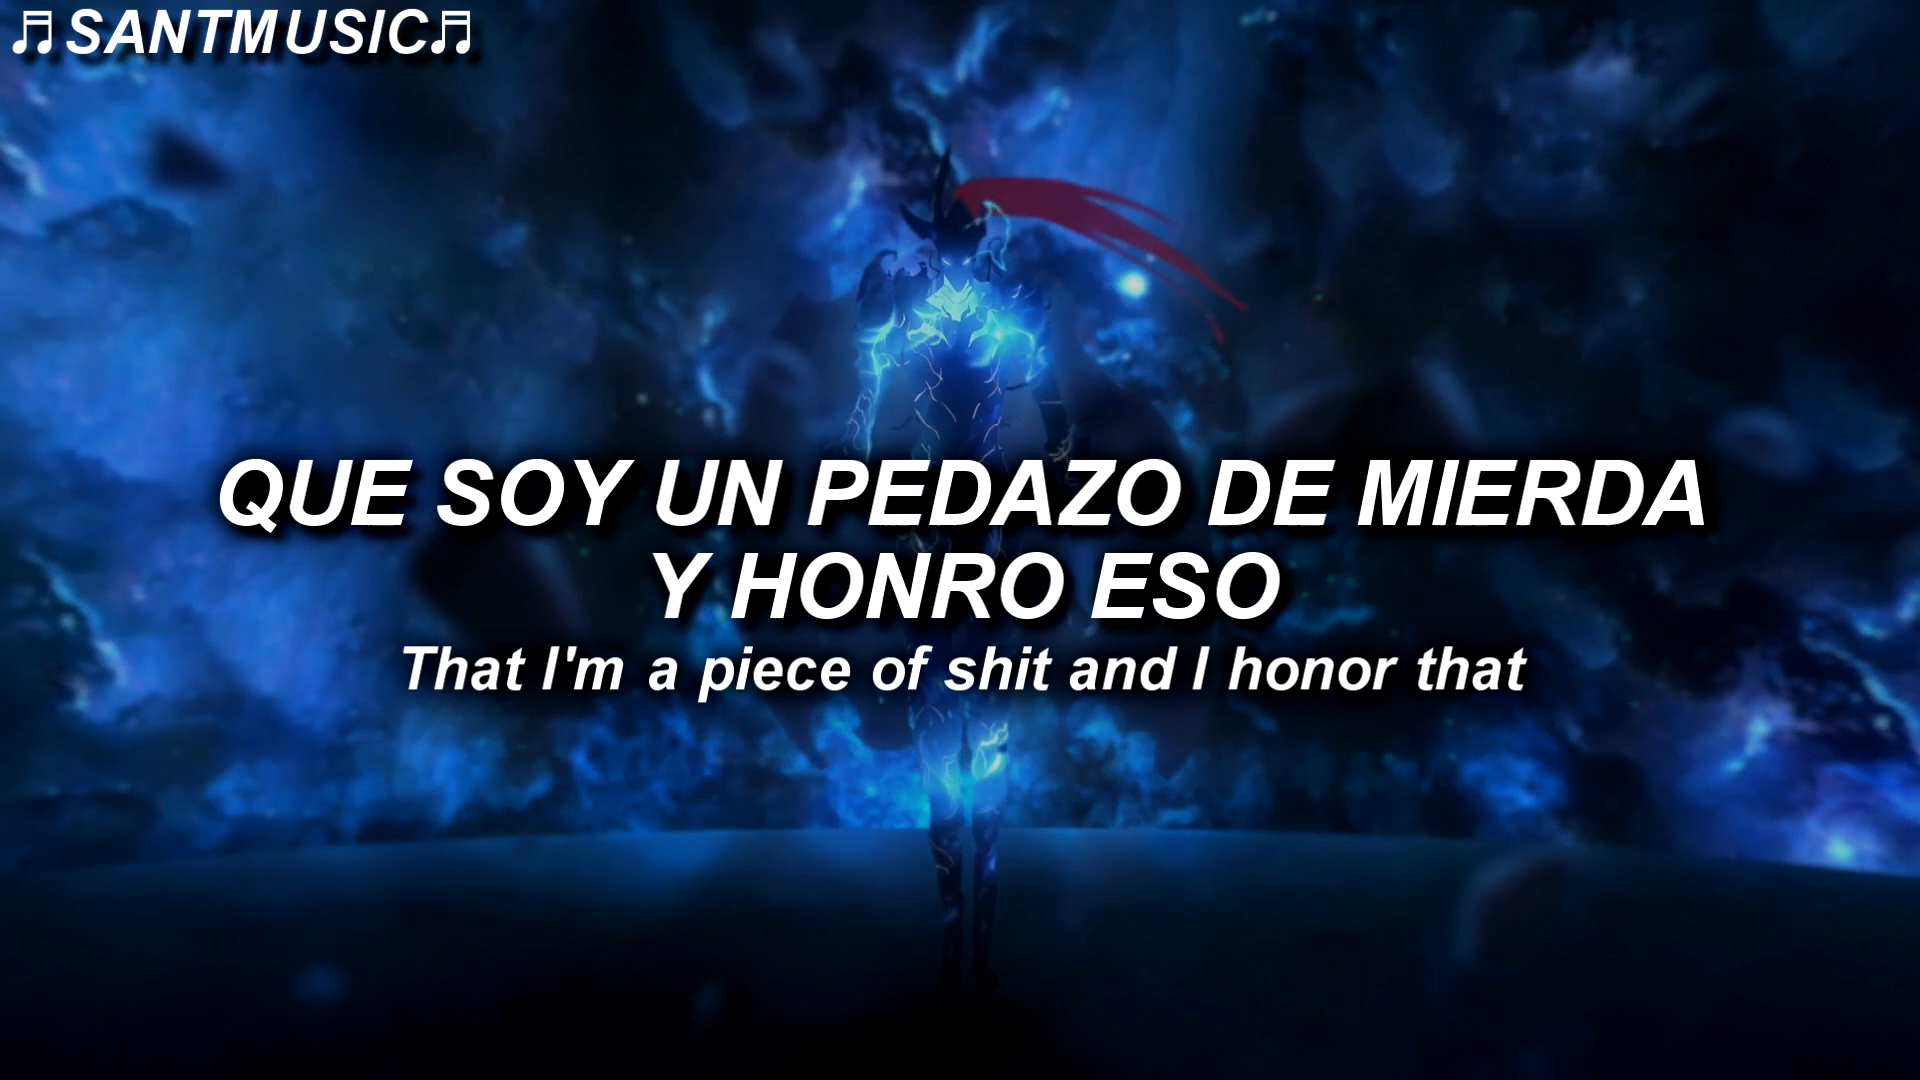 ♬SANTMUSIC♬
QUE SOY UN PEDAZO DE MIERDA
Y HONRO ESO
That I'm a piece of shit and I honor that